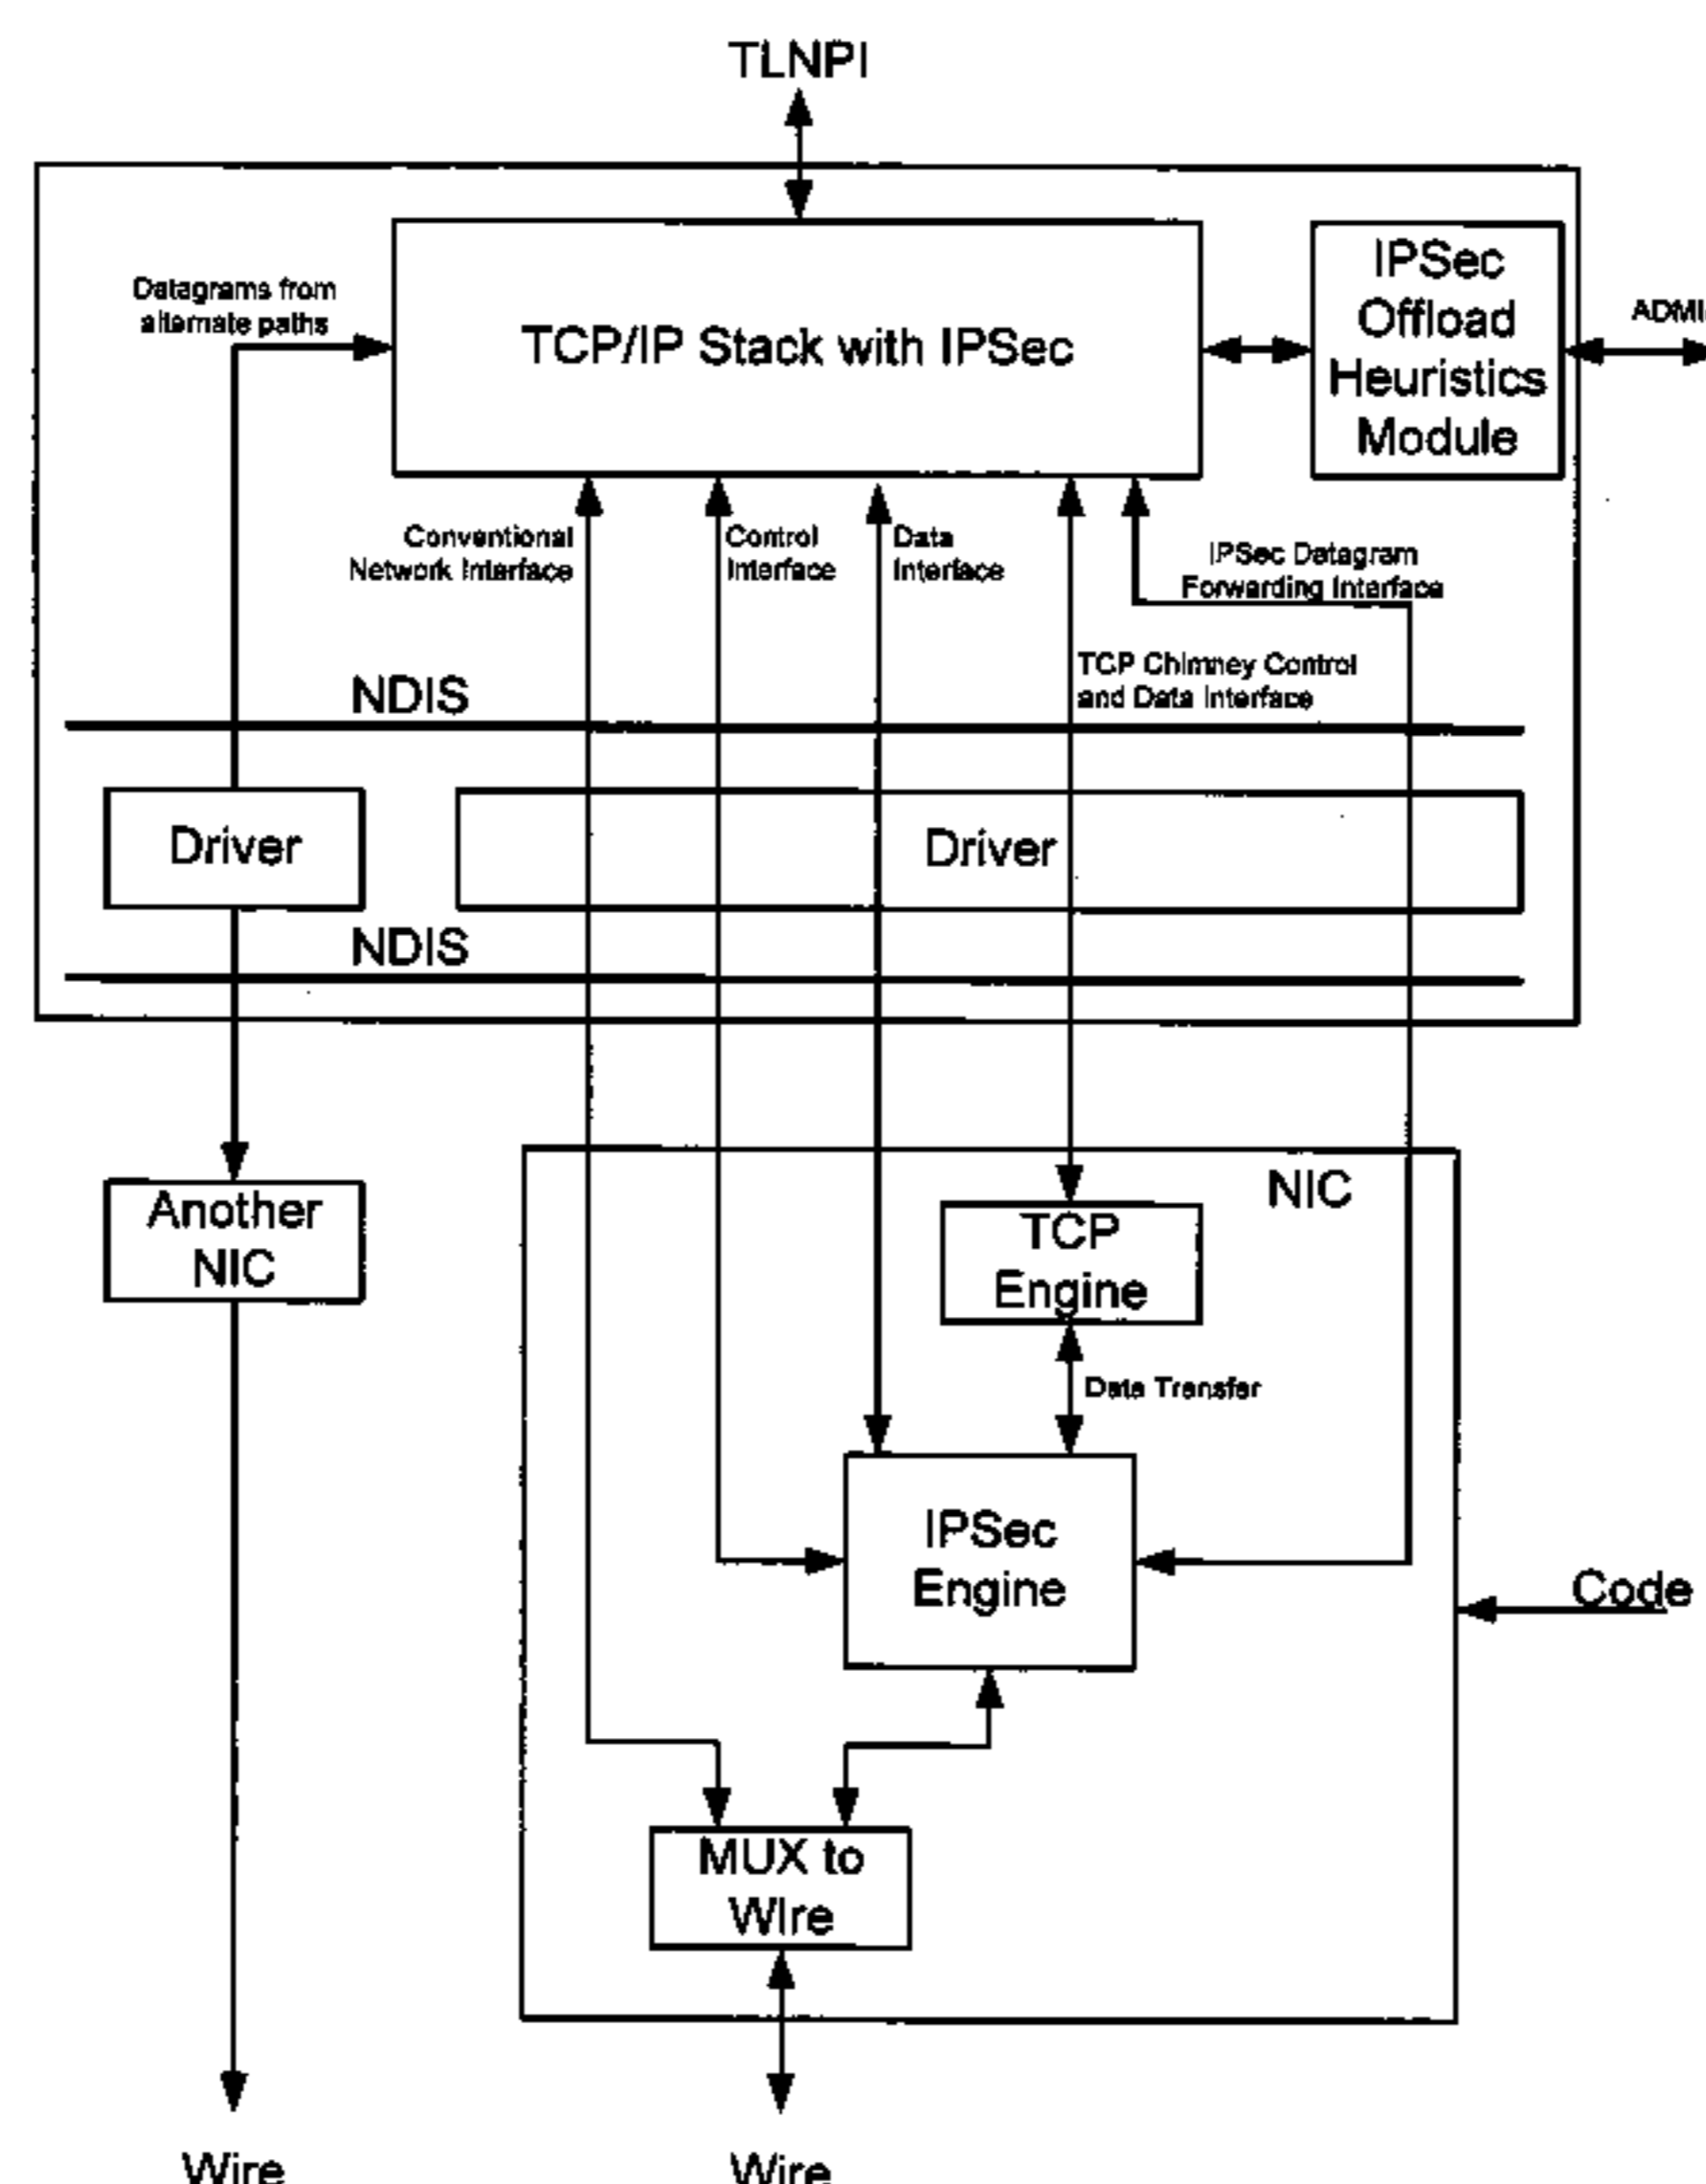 TLNPI
Datagrams from
alternate paths
TCP/IP Stack with IPSec
IPSec
Offload
Heuristics
Module
Conventional
Network Interface
Control
Interface
Data
Interface
IPSec Datagram
Forwarding Interface
TCP Chimney Control
and Data Interface
NDIS
Driver
Driver
NDIS
NIC
Another
NIC
TCP
Engine
Data Transfer
IPSec
Engine
Code
MUX to
Wire
Wire
Wire